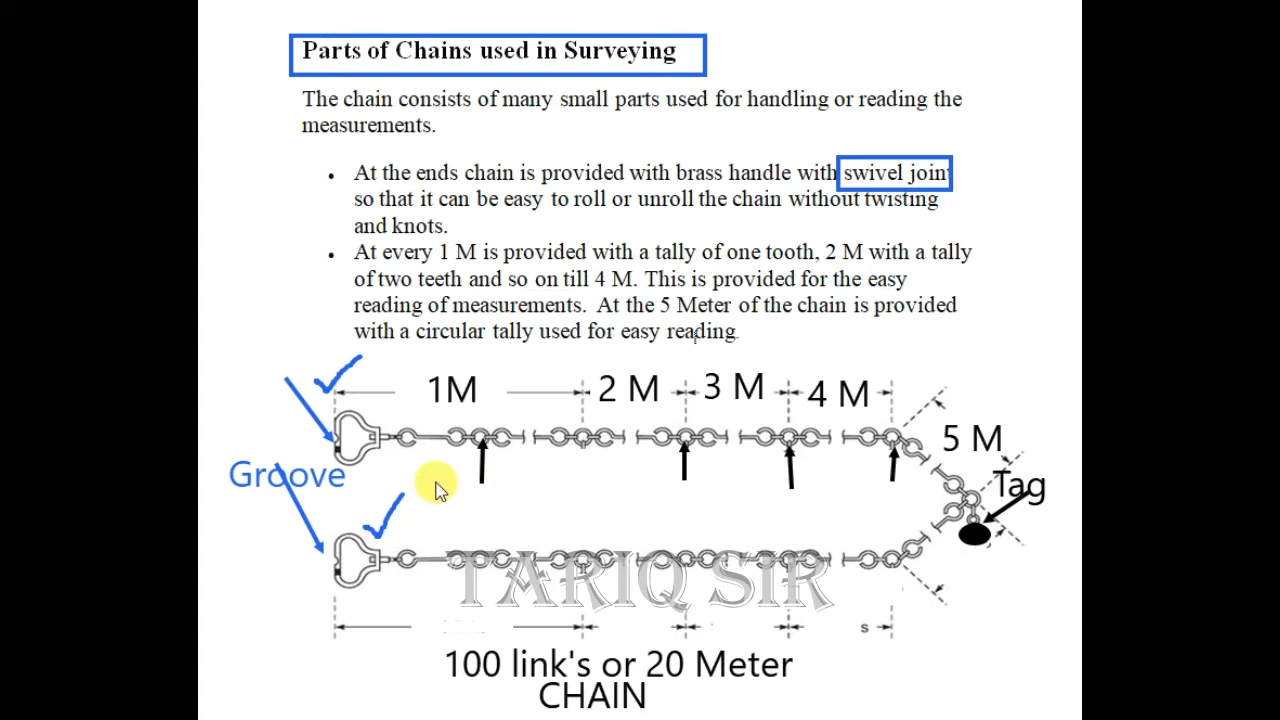 Parts of Chains used in Surveying
The chain consists of many small parts used for handling or reading the
measurements.
• At the ends chain is provided with brass handle with swivel joint
so that it can be easy to roll or unroll the chain without twisting
and knots.
• At every 1 M is provided with a tally of one tooth, 2 M with a tally
of two teeth and so on till 4 M. This is provided for the easy
reading of measurements. At the 5 Meter of the chain is provided
with a circular tally used for easy reading.
1M 2 M 3 M 4 M
5 M
Groove
Tag
TARIQ SIR
s
100 link's or 20 Meter
CHAIN